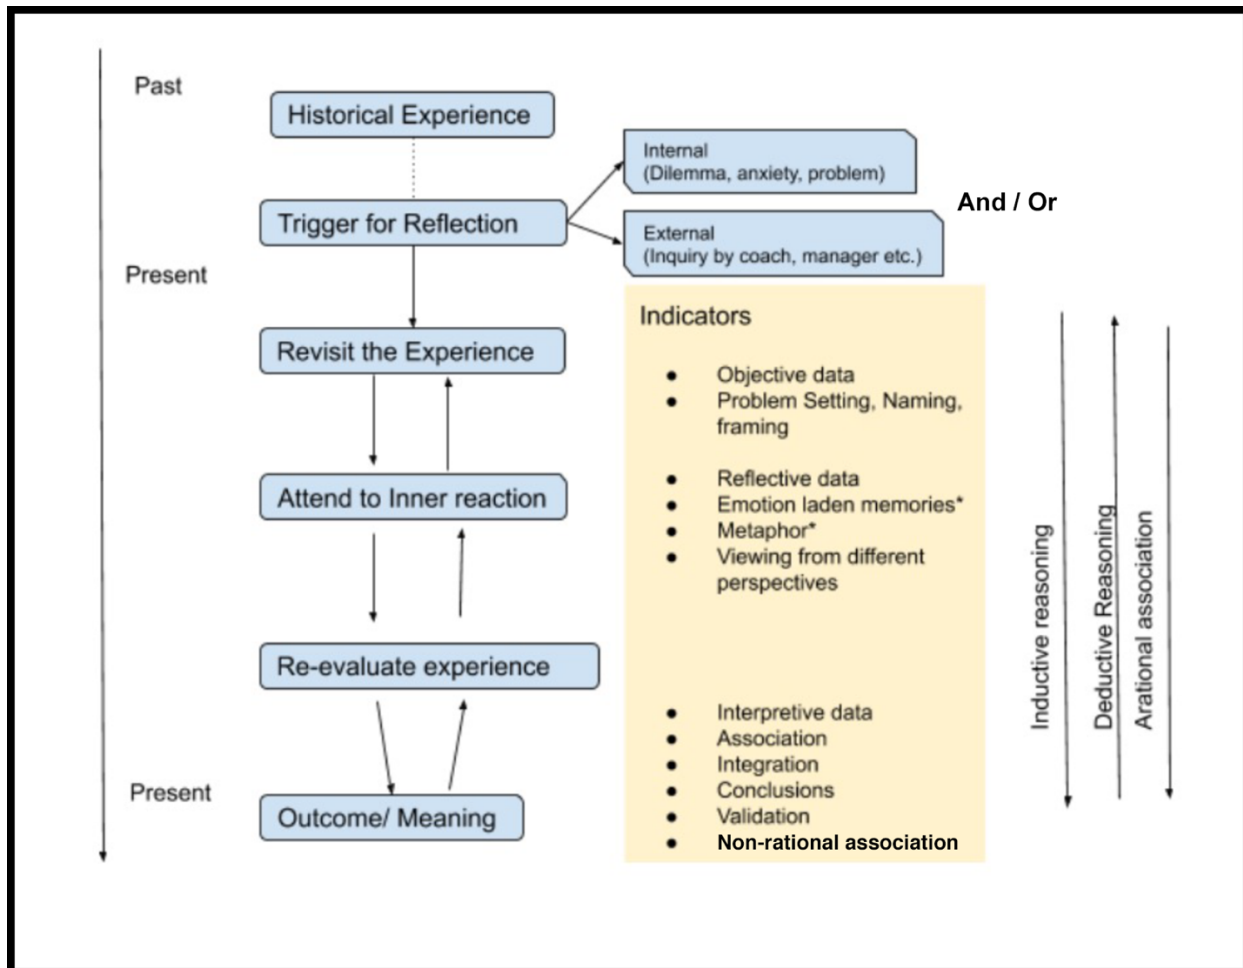 Past
Historical Experience
Internal
(Dilemma, anxiety, problem)
And / Or
Trigger for Reflection
External
(Inquiry by coach, manager etc.)
Present
Revisit the Experience
Attend to Inner reaction
Re-evaluate experience
Present
Outcome/ Meaning
Indicators
● Objective data
● Problem Setting, Naming,
framing
● Reflective data
● Emotion laden memories*
● Metaphor*
● Viewing from different
perspectives
● Interpretive data
● Association
● Integration
● Conclusions
● Validation
● Non-rational association
Inductive reasoning
Deductive Reasoning
Arational association